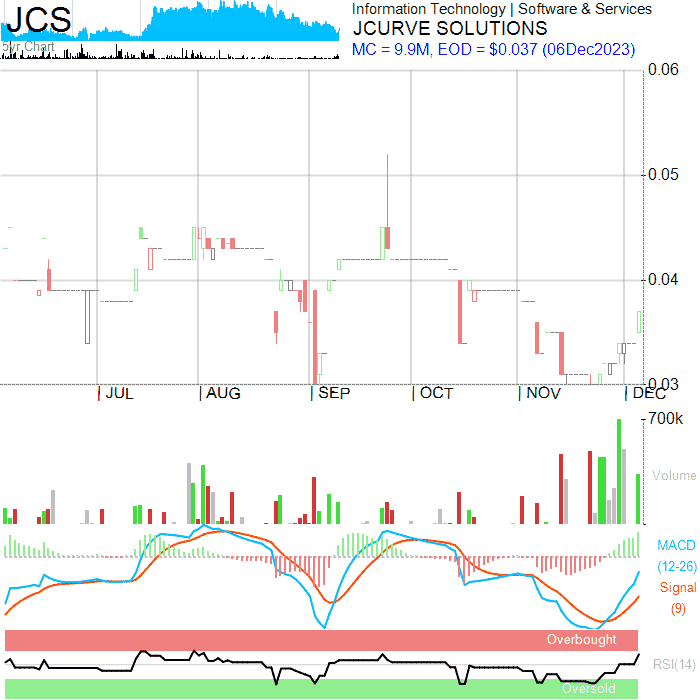 JCS
5yr Chart
Information Technology | Software & Services
JCURVE SOLUTIONS
MC = 9.9M, EOD = $0.037 (06Dec2023)
0.06
0.05
0.04
0.03
| JUL | AUG | SEP | OCT | NOV | DEC
700k
Volume
MACD
(12-26)
Signal
(9)
Overbought
RSI(14)
Oversold